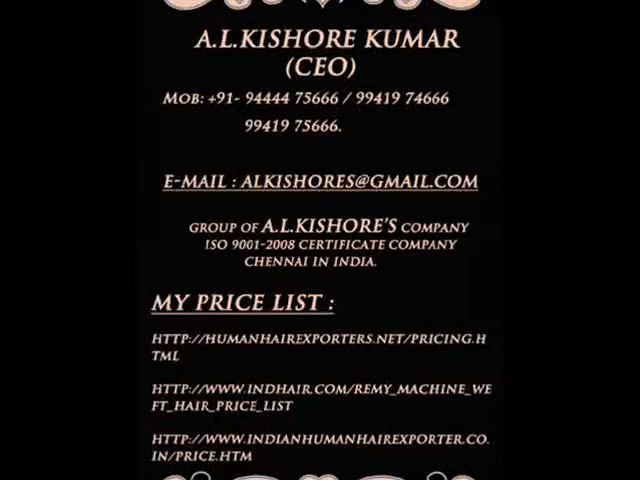 A.L.KISHORE KUMAR
(CEO)
MOB: +91- 94444 75666 / 99419 74666
99419 75666.
E-MAIL : ALKISHORES@GMAIL.COM
GROUP OF A.L.KISHORE'S COMPANY
ISO 9001-2008 CERTIFICATE COMPANY
CHENNAI IN INDIA.
MY PRICE LIST :
HTTP://HUMANHAIREXPORTERS.NET/PRICING.H
TML
HTTP://WWW.INDHAIR.COM/REMY_MACHINE_WE
FT_HAIR_PRICE_LIST
HTTP://WWW.INDIANHUMANHAIREXPORTER.CO.
IN/PRICE.HTM